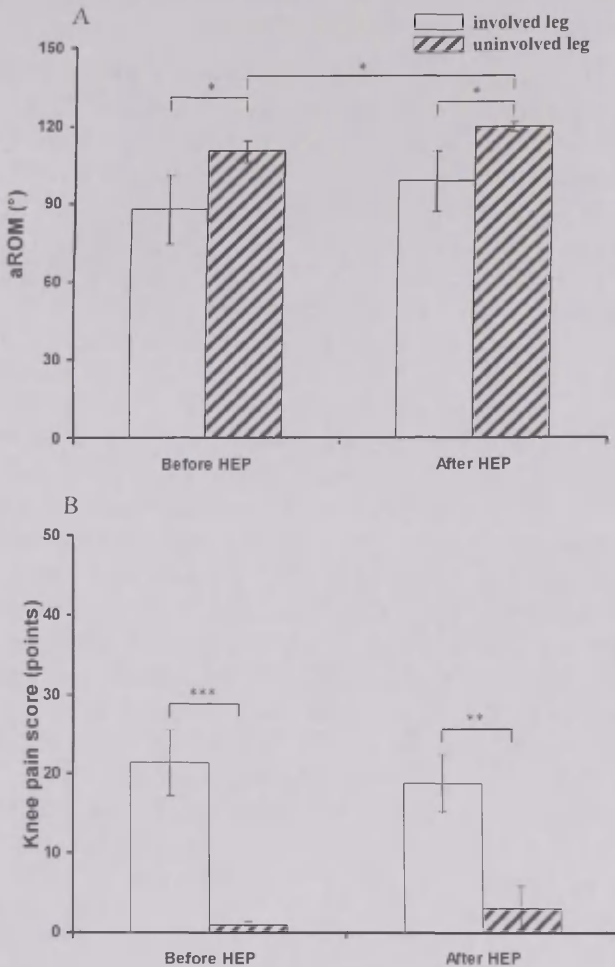 A
involved leg
uninvolved leg
150
120
90
60
30
0
aROM (°)
*
*
*
Before HEP
After HEP
B
50
40
30
20
10
0
Knee pain score (points)
***
**
Before HEP
After HEP